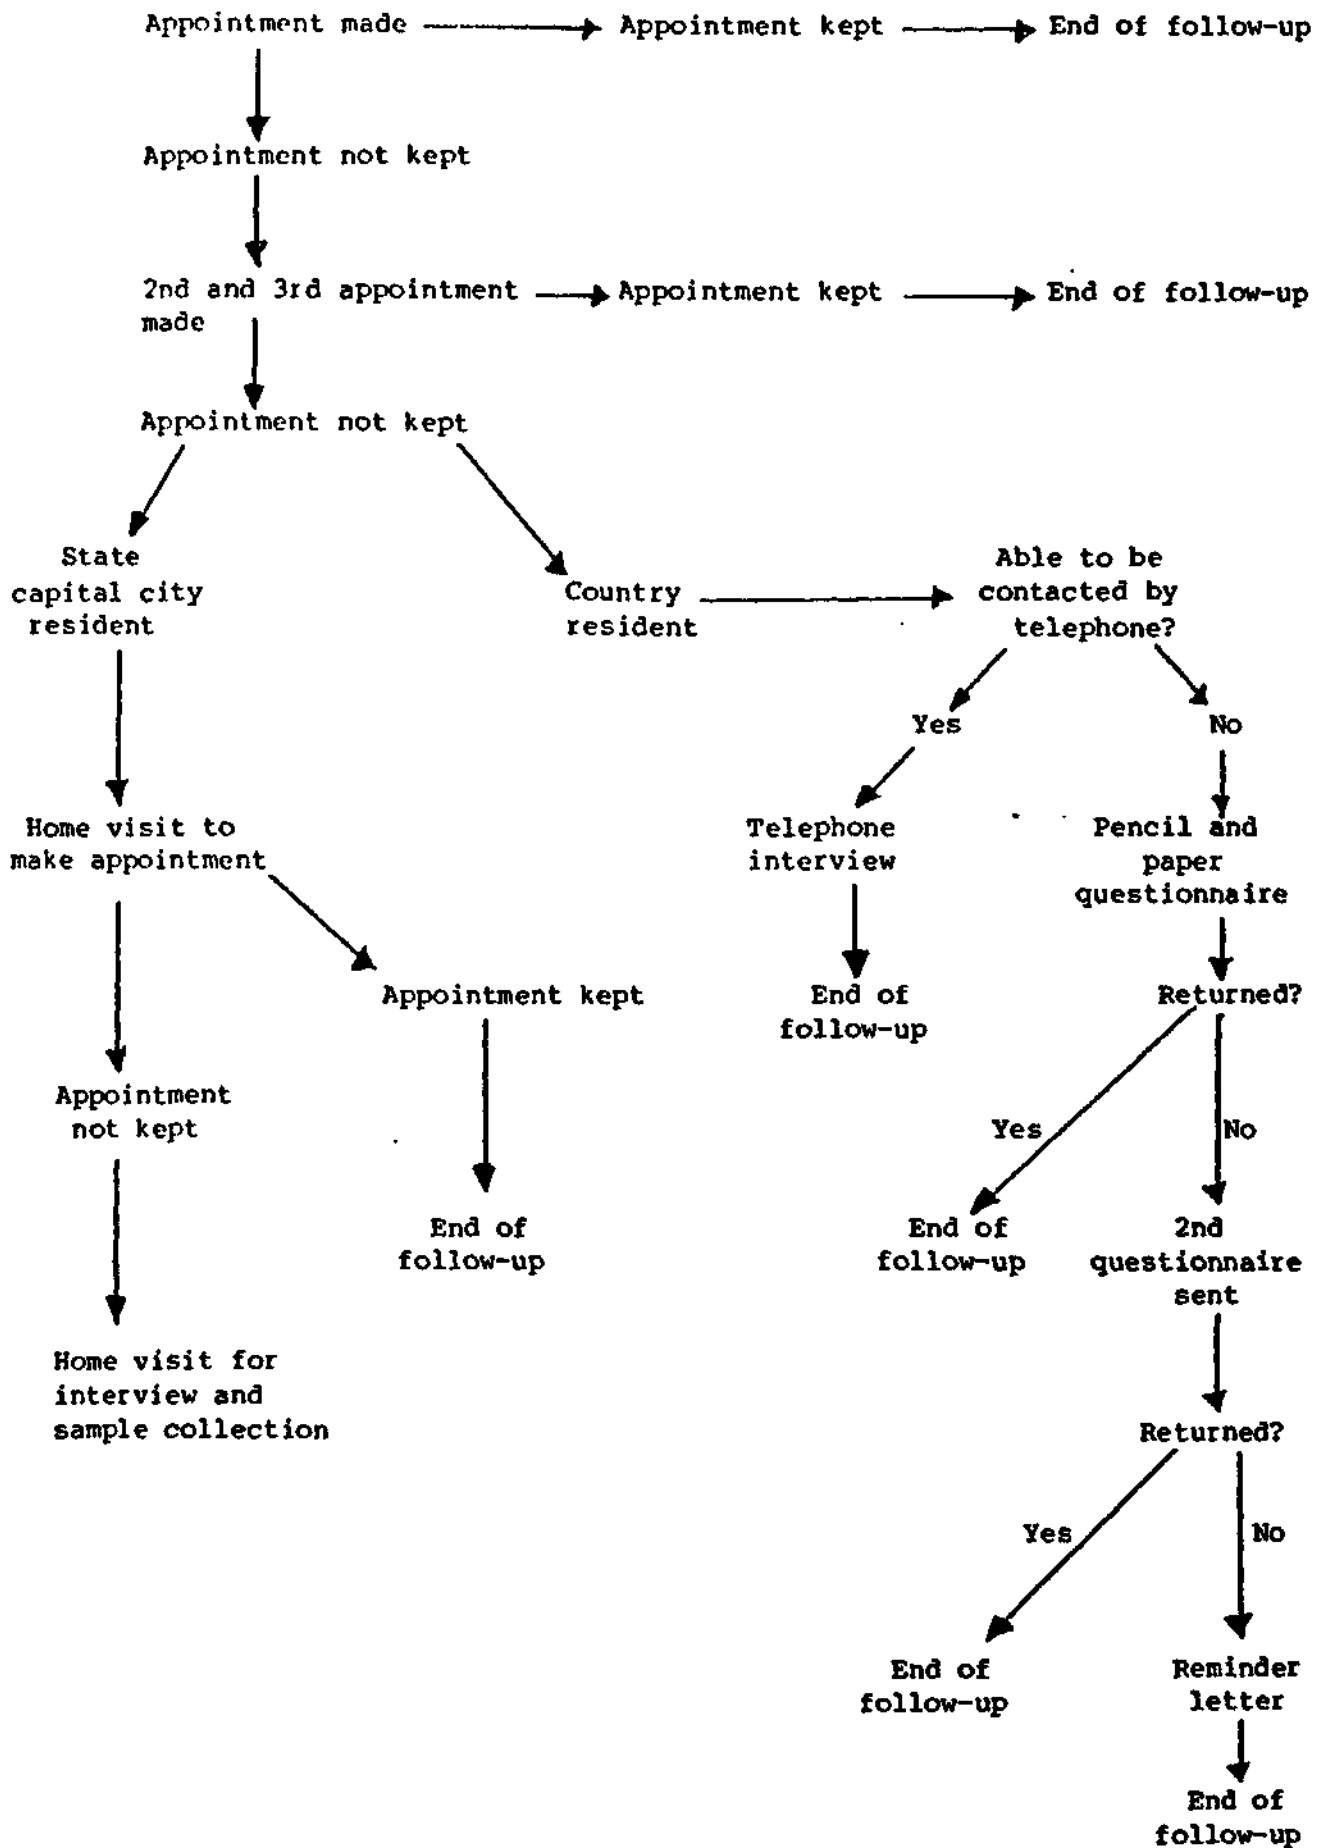 Appointment made Appointment kept End of follow-up
Appointment not kept
2nd and 3rd appointment Appointment kept End of follow-up
made
Appointment not kept
State
capital city
resident
Country
resident
Able to be
contacted by
telephone?
Yes No
Home visit to
make appointment
Telephone
interview
Pencil and
paper
questionnaire
Appointment kept
End of
follow-up
Returned?
Appointment
not kept
Yes No
End of
follow-up
End of
follow-up
2nd
questionnaire
sent
Home visit for
interview and
sample collection
Returned?
Yes No
End of
follow-up
Reminder
letter
End of
follow-up